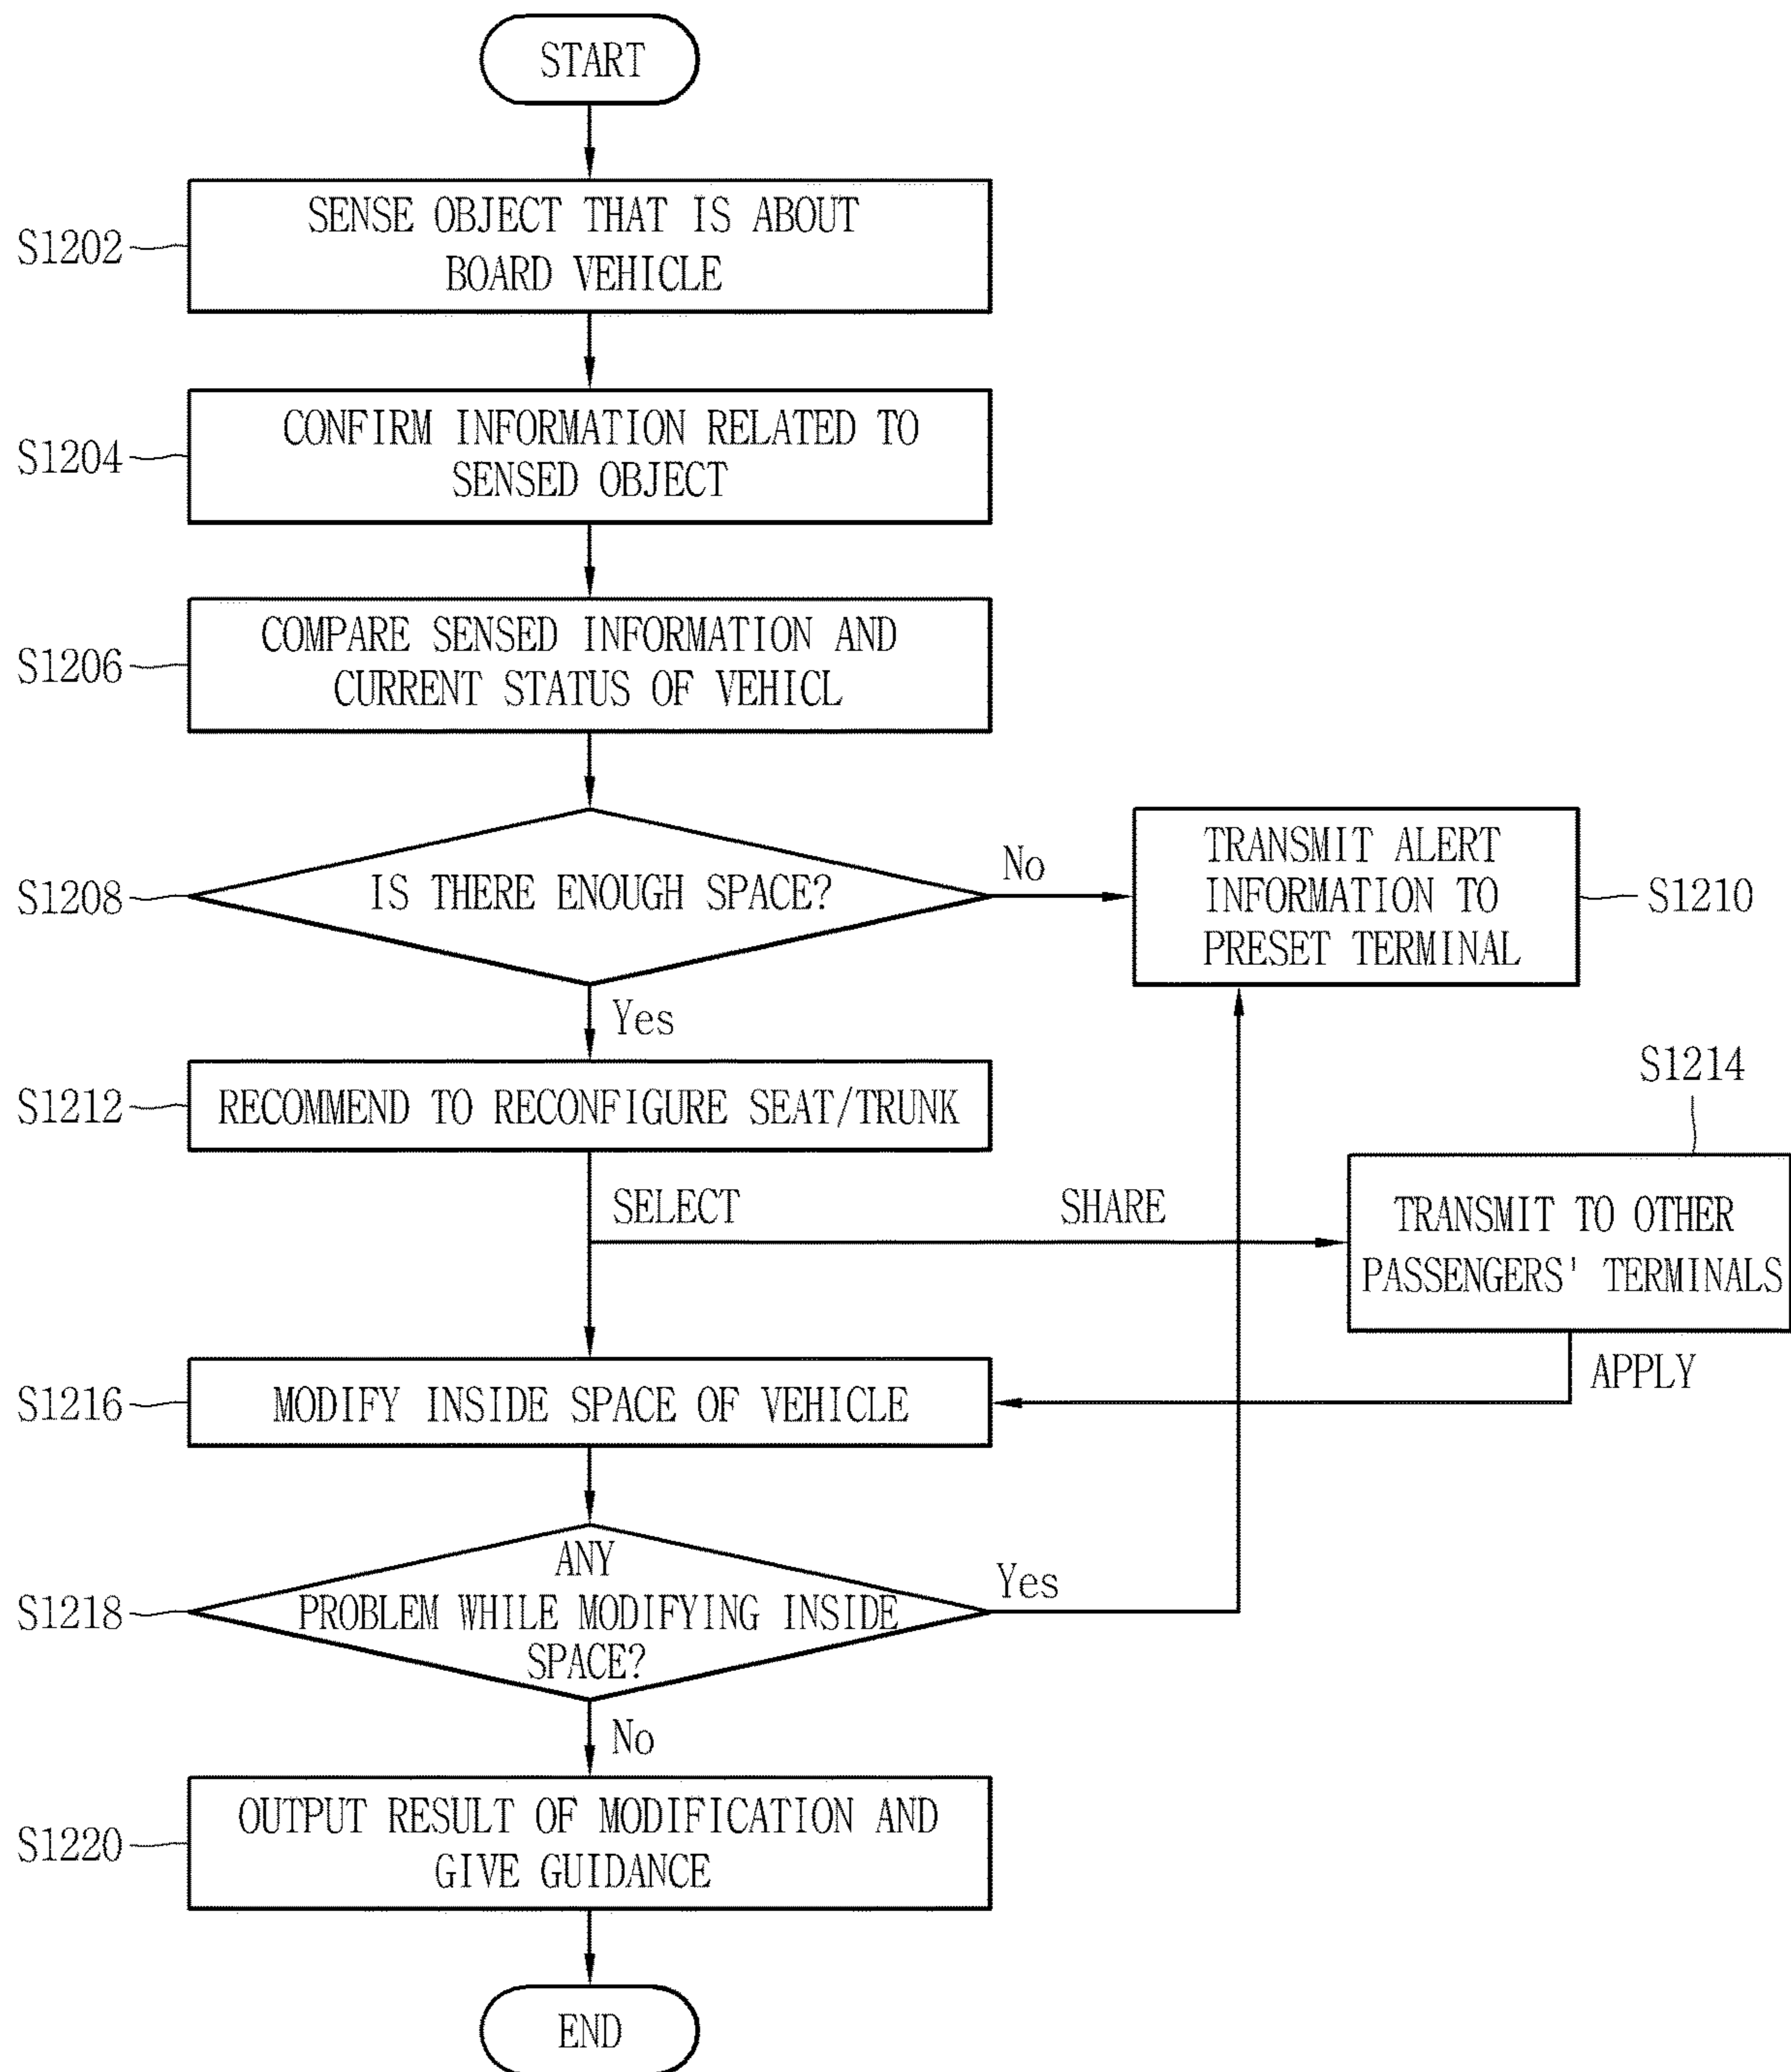 START
S1202
SENSE OBJECT THAT IS ABOUT
BOARD VEHICLE
S1204
CONFIRM INFORMATION RELATED TO
SENSED OBJECT
S1206
COMPARE SENSED INFORMATION AND
CURRENT STATUS OF VEHICL
S1208
IS THERE ENOUGH SPACE?
No
TRANSMIT ALERT
INFORMATION TO
PRESET TERMINAL
S1210
Yes
S1212
RECOMMEND TO RECONFIGURE SEAT/TRUNK
S1214
SELECT
SHARE
TRANSMIT TO OTHER
PASSENGERS' TERMINALS
APPLY
S1216
MODIFY INSIDE SPACE OF VEHICLE
S1218
ANY
PROBLEM WHILE MODIFYING INSIDE
SPACE?
Yes
No
S1220
OUTPUT RESULT OF MODIFICATION AND
GIVE GUIDANCE
END